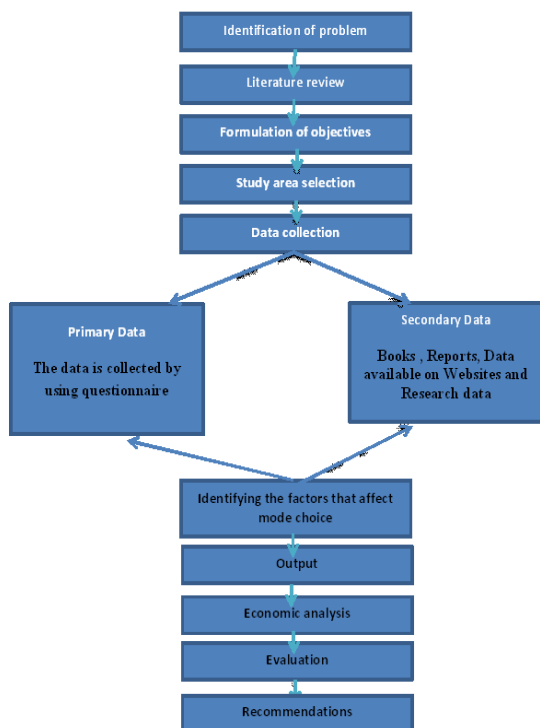 Identification of problem
Literature review
Formulation of objectives
Study area selection
Data collection
Primary Data
The data is collected by
using questionnaire
Secondary Data
Books , Reports, Data
available on Websites and
Research data
Identifying the factors that affect
mode choice
Output
Economic analysis
Evaluation
Recommendations